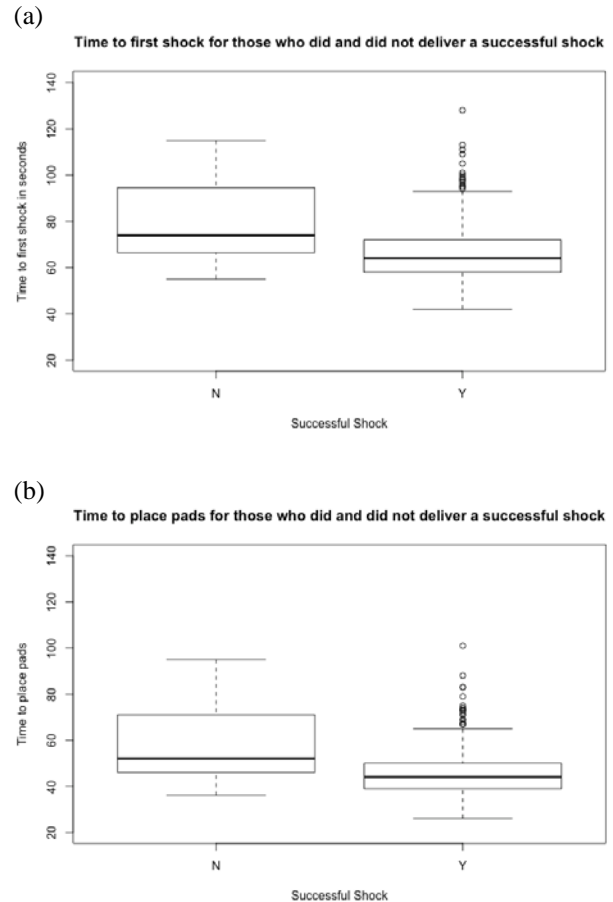 (a)
Time to first shock for those who did and did not deliver a successful shock
140
120
100
80
60
40
20
Time to first shock in seconds
N Y
Successful Shock
(b)
Time to place pads for those who did and did not deliver a successful shock
140
120
100
80
60
40
20
Time to place pads
N Y
Successful Shock